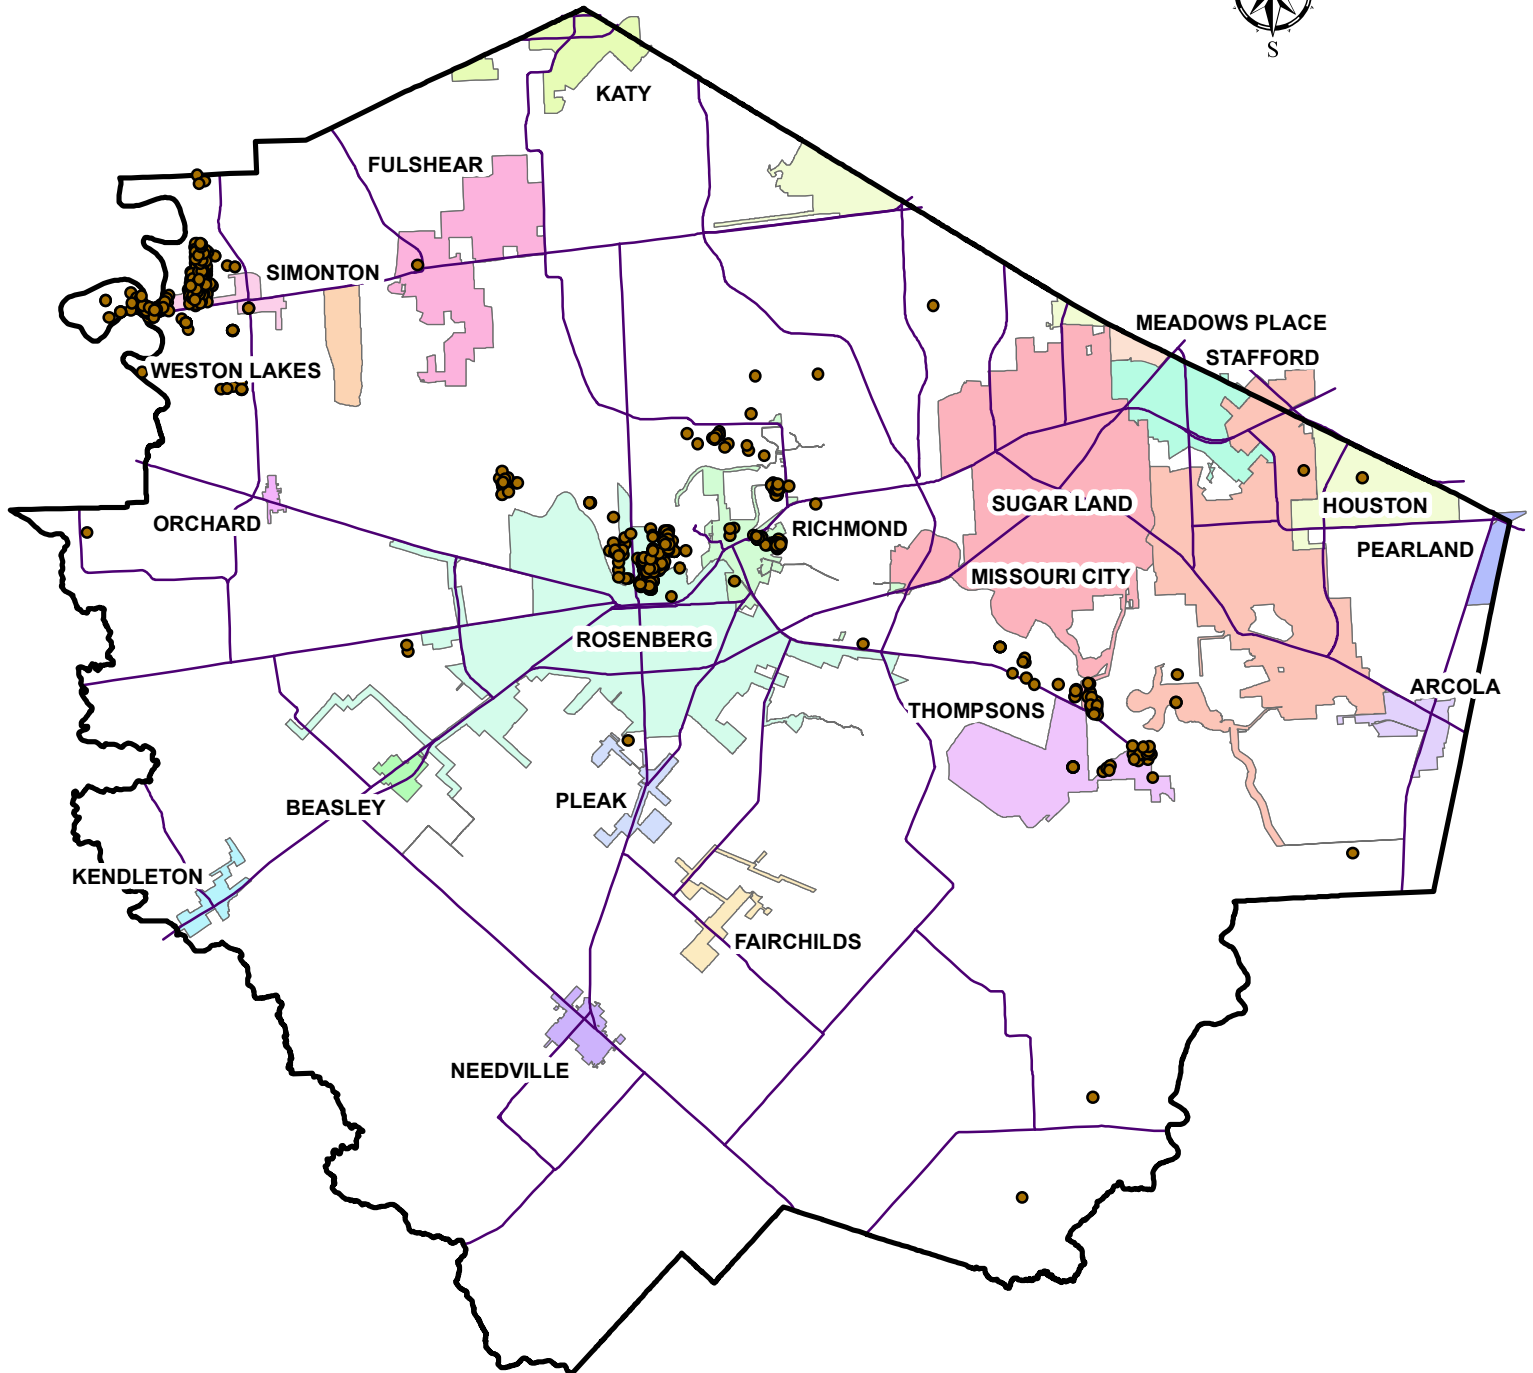 S
KATY
FULSHEAR
SIMONTON
MEADOWS PLACE
STAFFORD
WESTON LAKES
SUGAR LAND
HOUSTON
ORCHARD
RICHMOND
PEARLAND
MISSOURI CITY
ROSENBERG
ARCOLA
THOMPSONS
PLEAK
BEASLEY
KENDLETON
FAIRCHILDS
NEEDVILLE